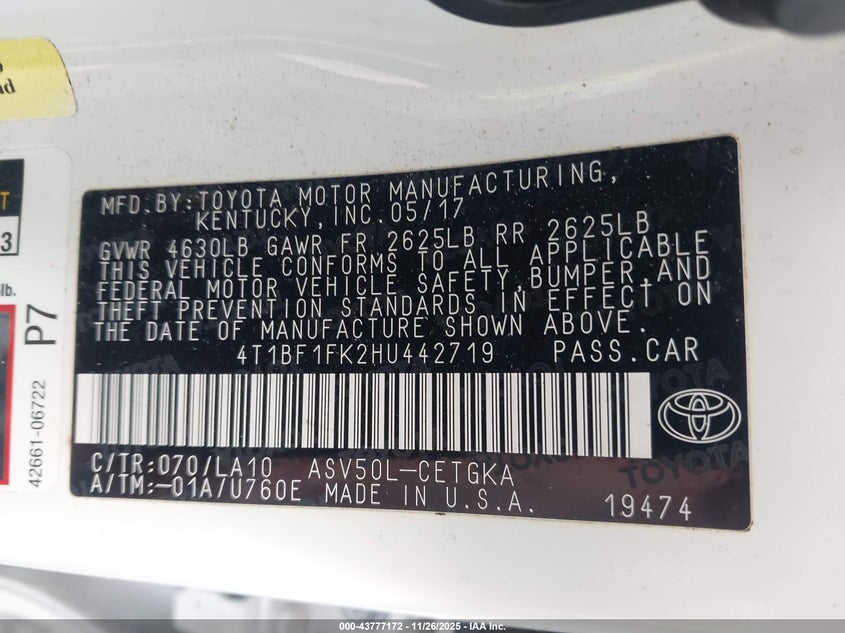 d
T
3
lb.
P7
42661-06722
MFD.BY:TOYOTA MOTOR MANUFACTURING,
KENTUCKY,INC.05/17
GVWR 4630LB GAWR FR 2625LB RR 2625LB
THIS VEHICLE CONFORMS TO ALL APPLICABLE
FEDERAL MOTOR VEHICLE SAFETY,BUMPER,AND
THEFT PREVENTION STANDARDS IN EFFECT ON
THE DATE OF MANUFACTURE SHOWN ABOVE.
4T1BF1FK2HU442719 PASS.CAR
C/TR:070/LA10 ASV50L-CETGKA
A/TM:-01A/U760E MADE IN U.S.A. 19474
TOYOTA
000-43777172 — 11/26/2025 — IAA Inc.